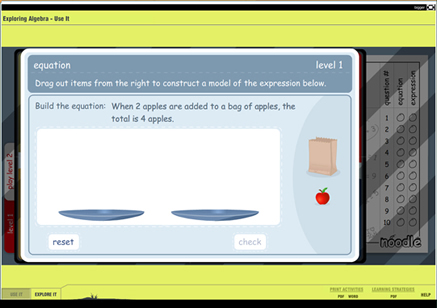 Exploring Algebra - Use It
equation
level 1
Drag out items from the right to construct a model of the expression below.
Build the equation: When 2 apples are added to a bag of apples, the
total is 4 apples.
reset
check
play level 2
level 1
question #
equation
expression
1
2
3
4
5
6
7
8
9
10
noodle
USE IT
EXPLORE IT
PRINT ACTIVITIES
PDF WORD
LEARNING STRATEGIES
PDF
HELP